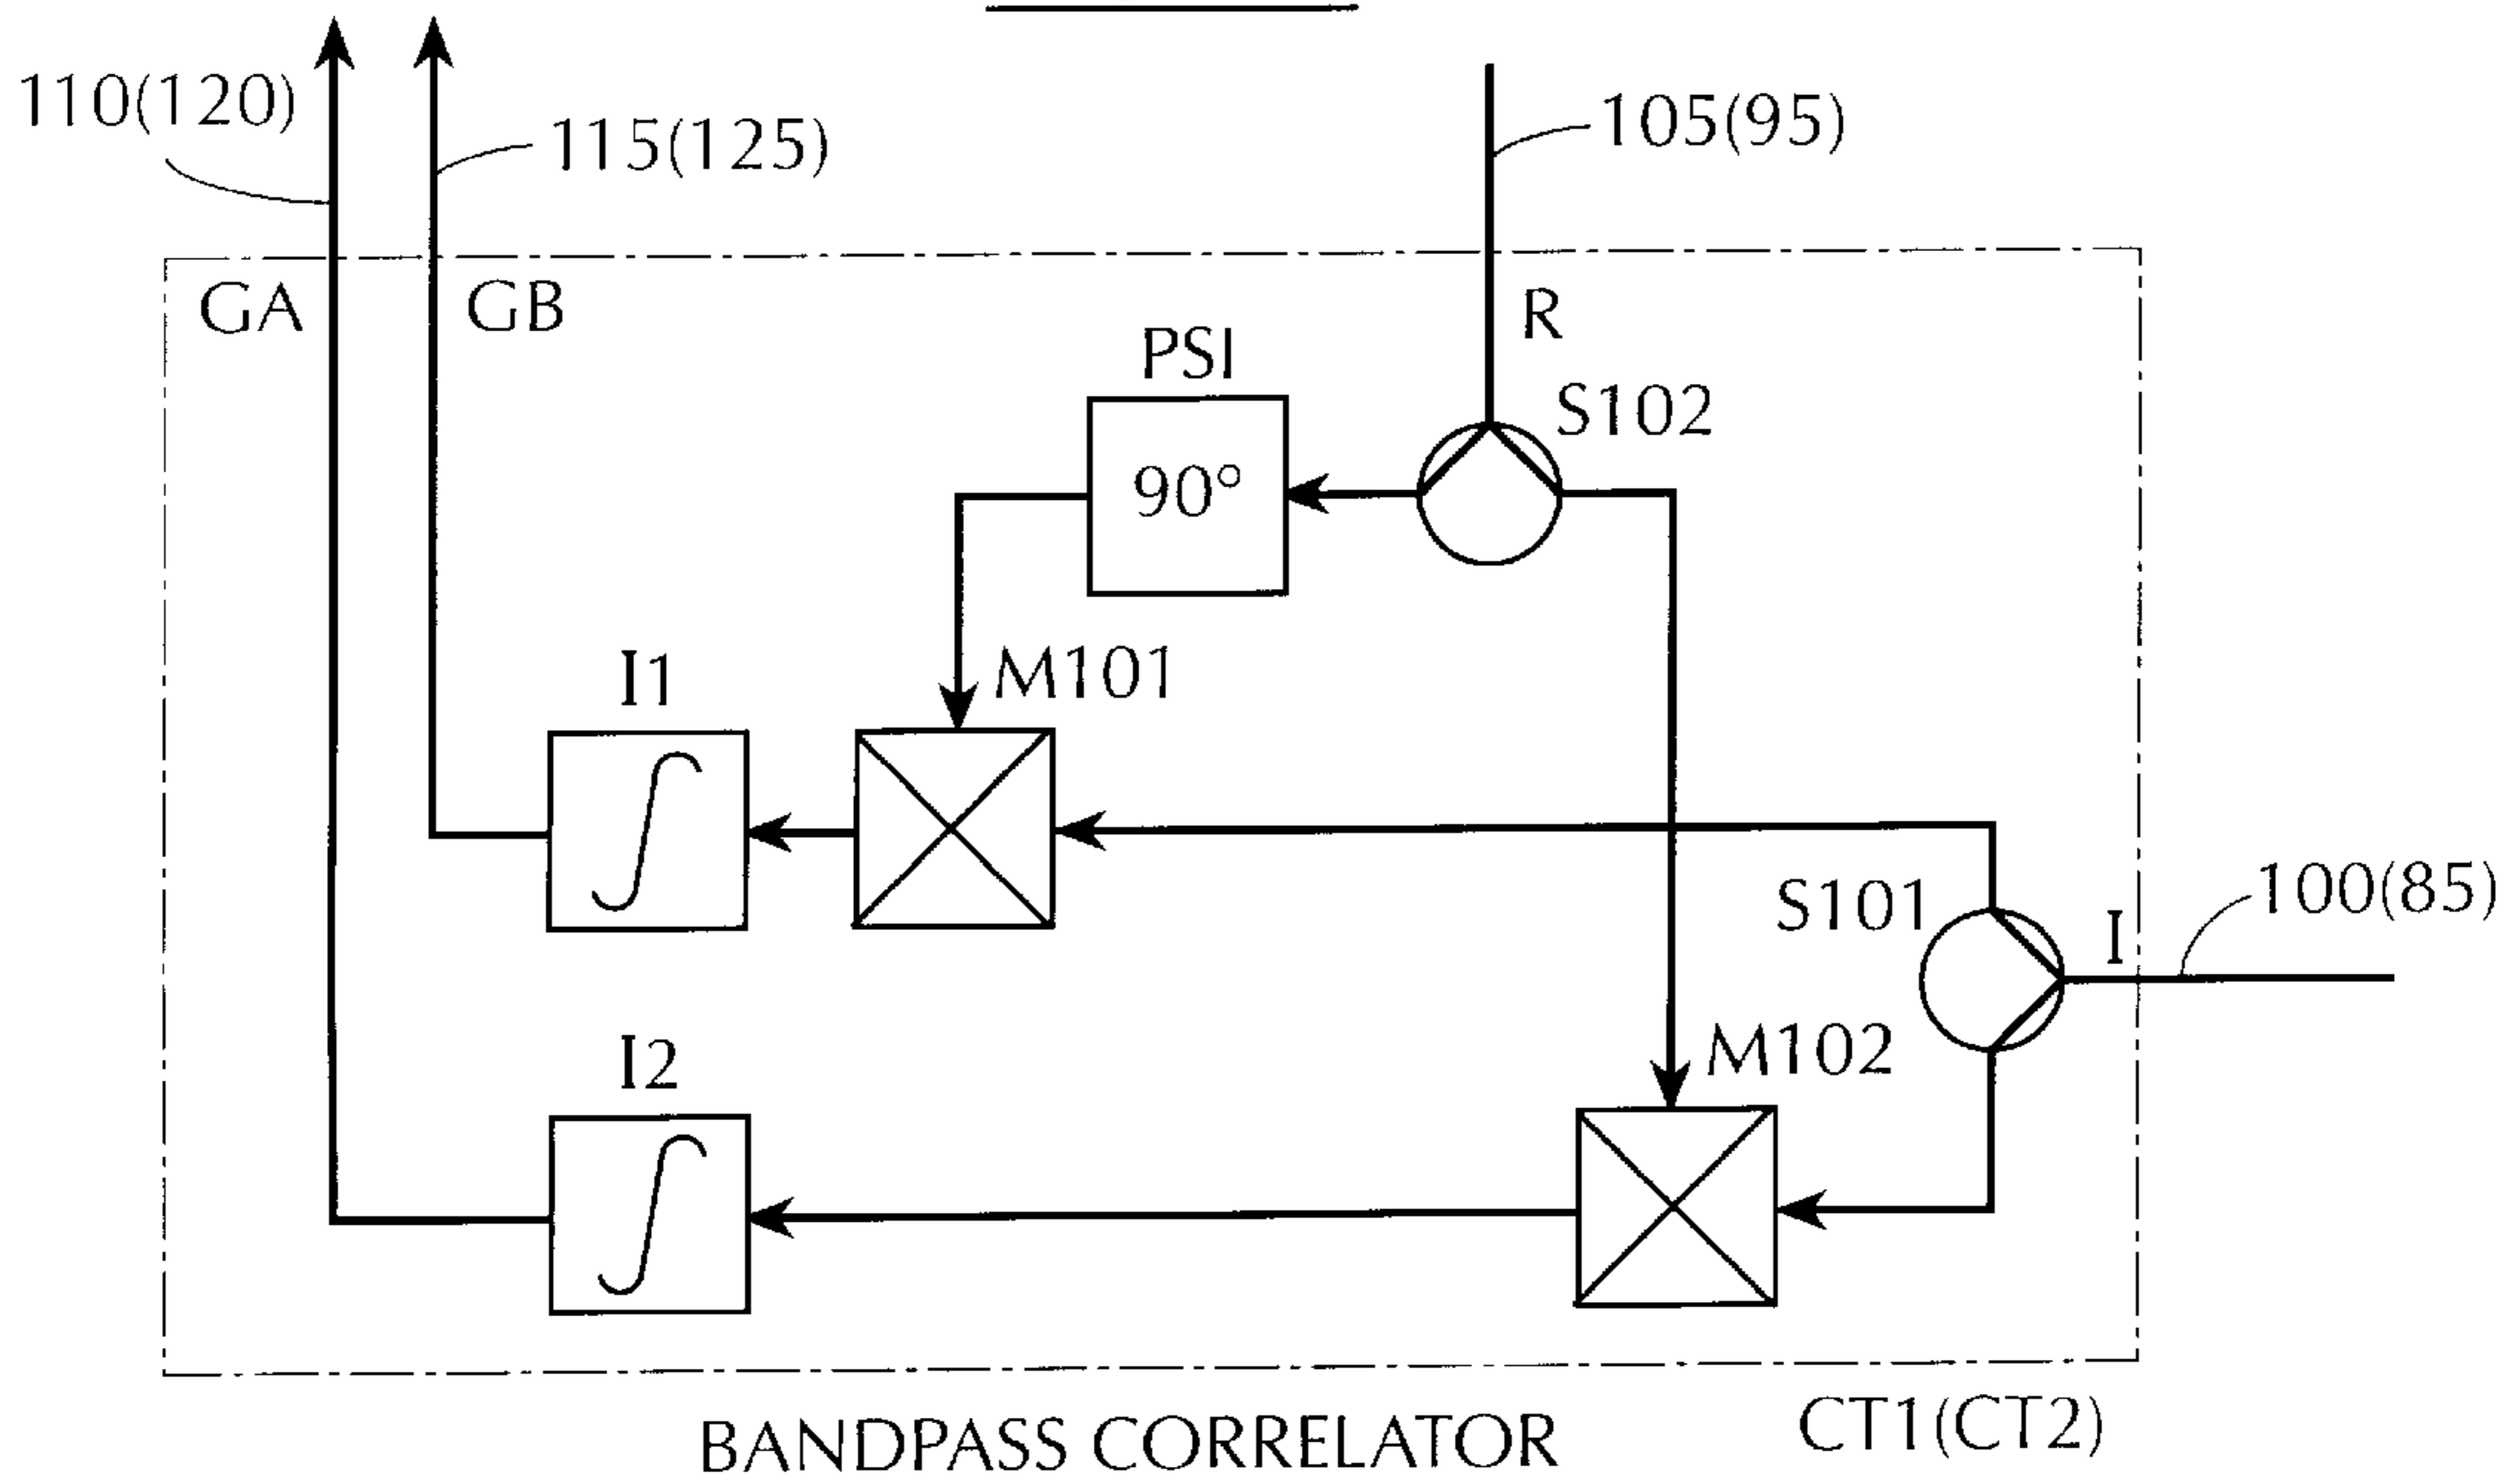 110(120)
115(125)
105(95)
GA
GB
R
PSI
S102
90°
I1
M101
S101
I
100(85)
I2
M102
BANDPASS CORRELATOR
CT1(CT2)